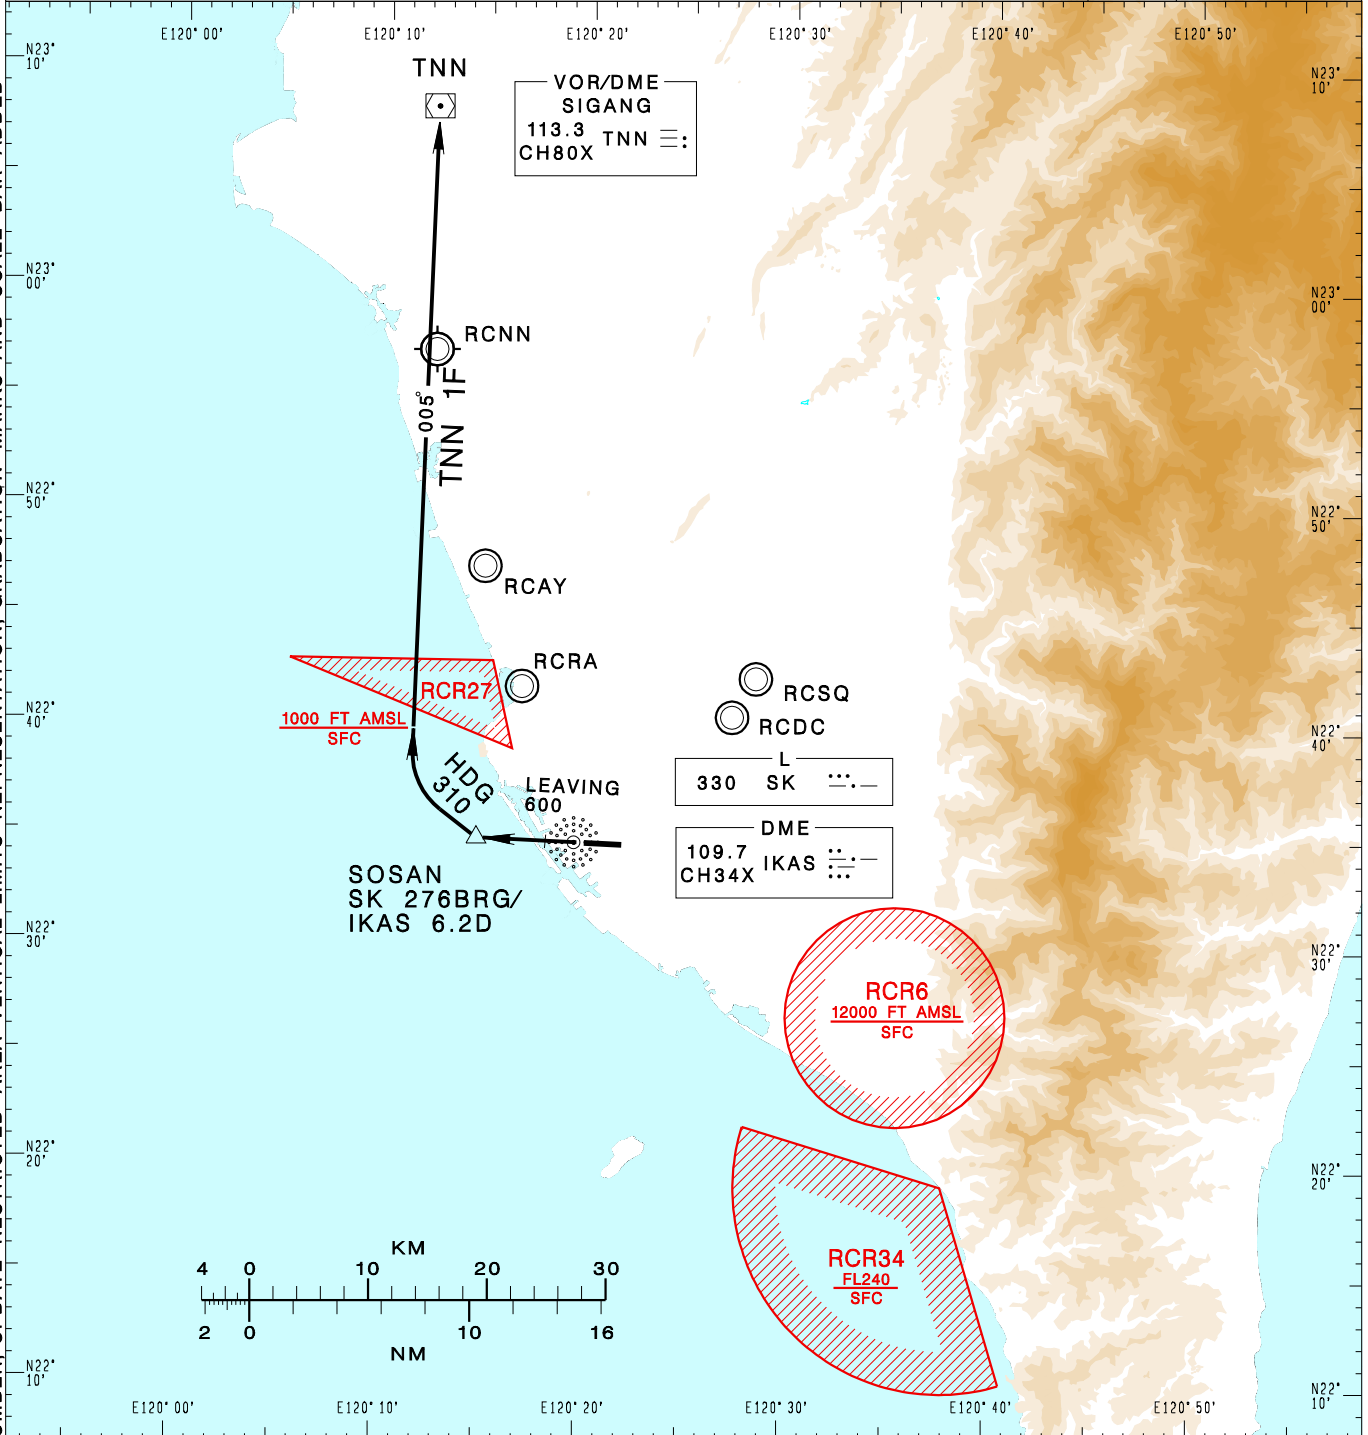 E120° 00'
E120° 10'
E120° 20'
E120° 30'
E120° 40'
E120° 50'
N23°
10'
N23°
10'
TNN
VOR/DME
SIGANG
113.3
CH80X
TNN
N23°
00'
N23°
00'
RCNN
005°
TNN 1F
N22°
50'
N22°
50'
RCAY
RCRA
RCR27
RCSQ
RCDC
1000 FT AMSL
SFC
N22°
40'
N22°
40'
HDG
310
LEAVING
600
L
330 SK
DME
109.7
CH34X
IKAS
SOSAN
SK 276BRG/
IKAS 6.2D
N22°
30'
N22°
30'
RCR6
12000 FT AMSL
SFC
N22°
20'
N22°
20'
RCR34
FL240
SFC
KM
4 0 10 20 30
2 0 10 16
NM
N22°
10'
N22°
10'
E120° 00'
E120° 10'
E120° 20'
E120° 30'
E120° 40'
E120° 50'